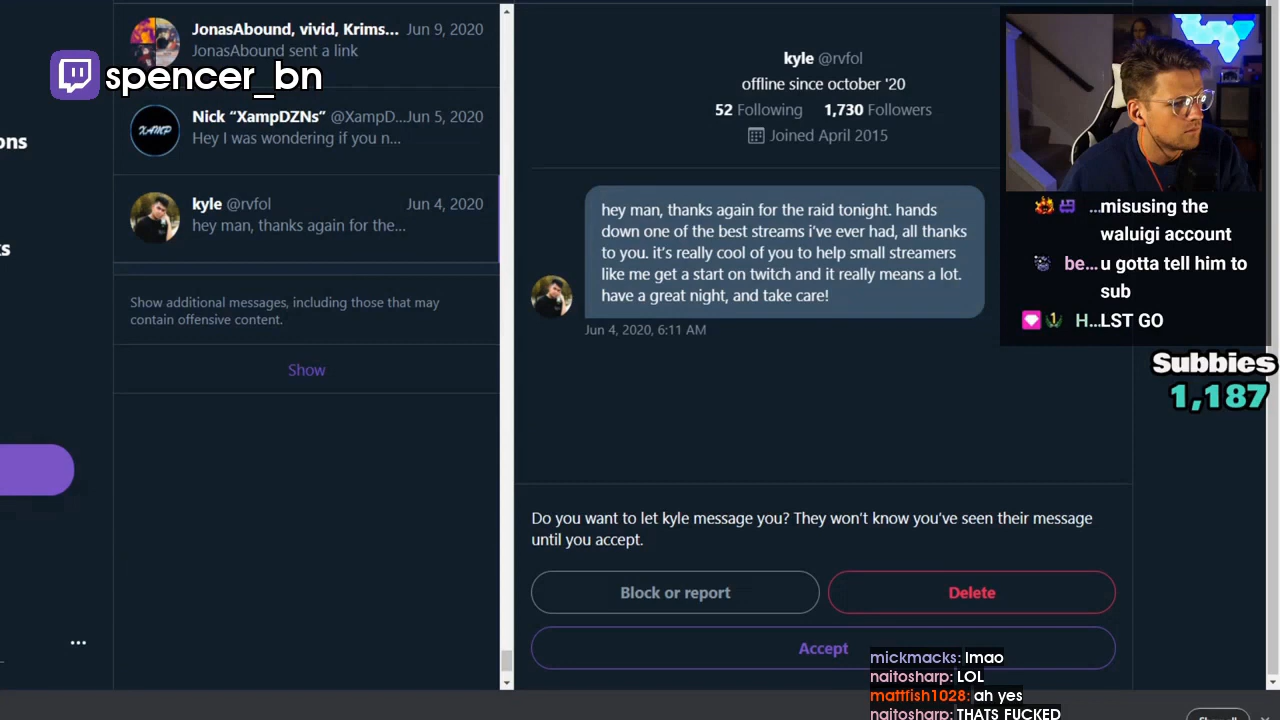 JonasAbound, vivid, Krims... Jun 9, 2020
JonasAbound sent a link
spencer_bn
Nick “XampDZNs” @XampD...Jun 5, 2020
Hey I was wondering if you n...
XAMP
ons
kyle @rvfol Jun 4, 2020
hey man, thanks again for the...
Show additional messages, including those that may
contain offensive content.
Show
kyle @rvfol
offline since october '20
52 Following 1,730 Followers
Joined April 2015
hey man, thanks again for the raid tonight. hands
down one of the best streams i've ever had, all thanks
to you. it's really cool of you to help small streamers
like me get a start on twitch and it really means a lot.
have a great night, and take care!
Jun 4, 2020, 6:11 AM
Do you want to let kyle message you? They won't know you've seen their message
until you accept.
Block or report
Delete
Accept
...misusing the
waluigi account
be...u gotta tell him to
sub
H...LST GO
Subbies
1,187
mickmacks: lmao
naitosharp: LOL
mattfish1028: ah yes
naitosharp: THATS FUCKED